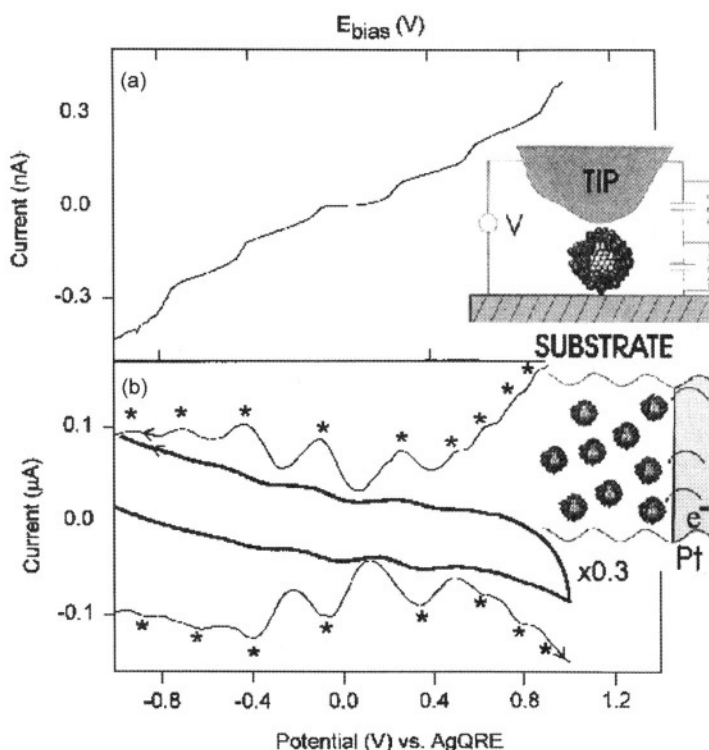 E bias (V)
(a)
Current (nA)
0.3
0.0
-0.3
TIP
V
SUBSTRATE
(b)
* * * * * * * * *
Current (µA)
0.1
0.0
-0.1
e-
Pt
x0.3
* * * * * * * *
-0.8 -0.4 0.0 0.4 0.8 1.2
Potential (V) vs. AgQRE